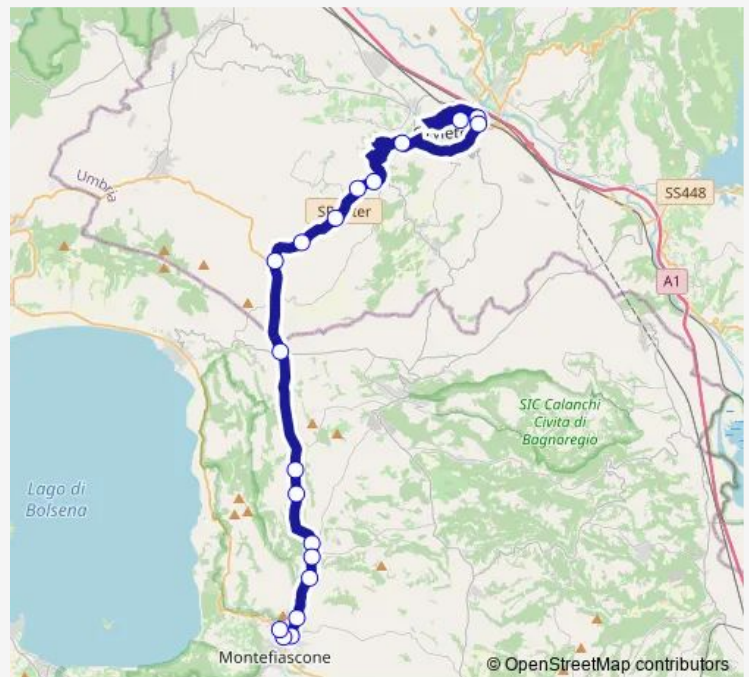 Umbria
SS448
A1
SIC Calanchi
Civita di
Bagnoregio
Lago di
Bolsena
Montefiascone
© OpenStreetMap contributors